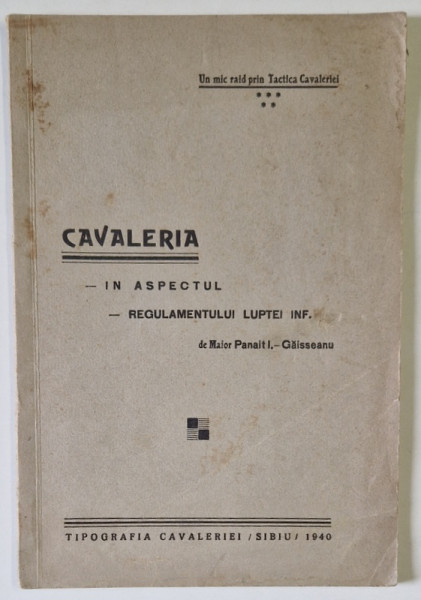 Un mic raid prin Tactica Cavaleriei
CAVALERIA
— IN ASPECTUL
— REGULAMENTULUI LUPTEI INF.
de Maior Panait I. – Găisseanu
TIPOGRAFIA CAVALERIEI / SIBIU / 1940